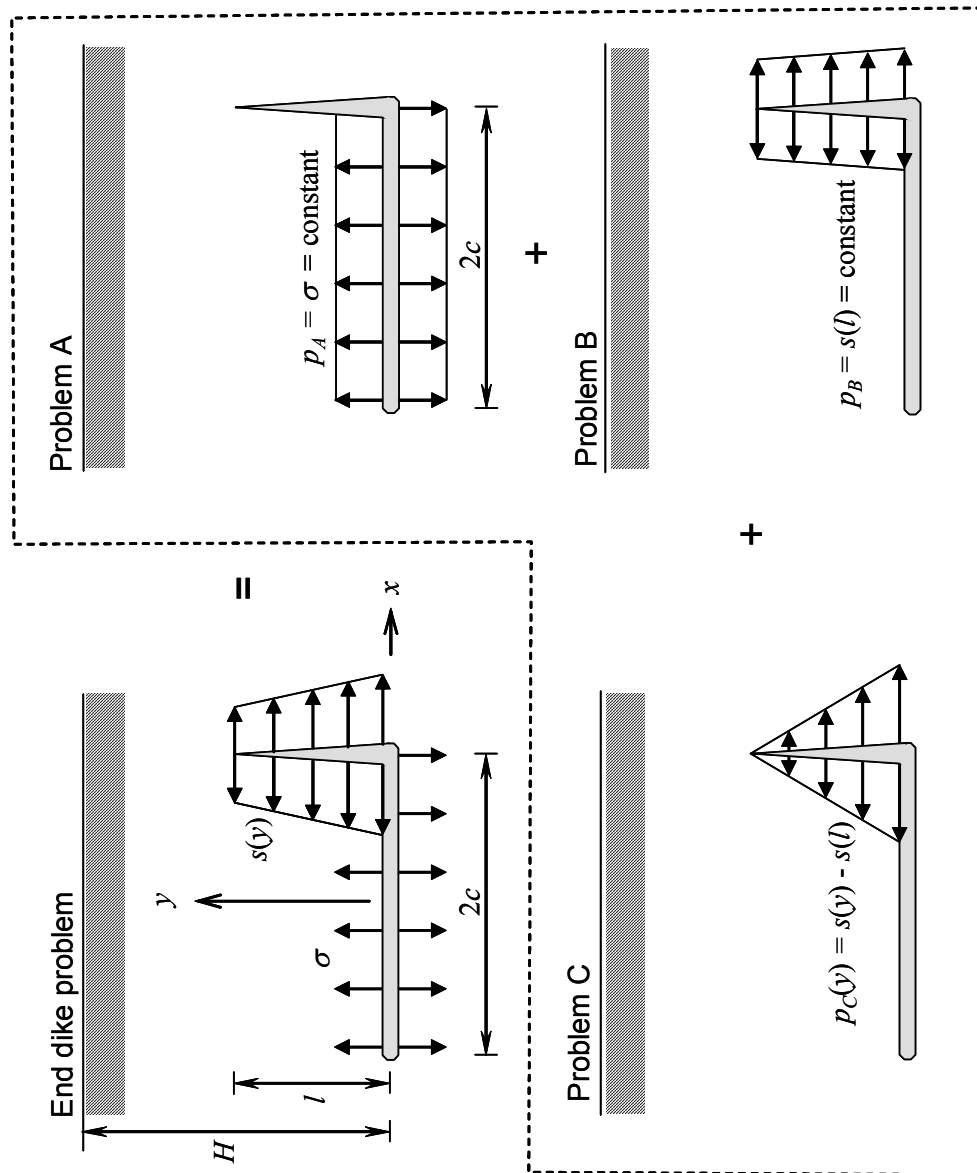 End dike problem
H
l
y
s(y)
σ
x
2c
=
Problem A
p_A = σ = constant
2c
+
Problem B
p_B = s(l) = constant
+
Problem C
p_C(y) = s(y) - s(l)